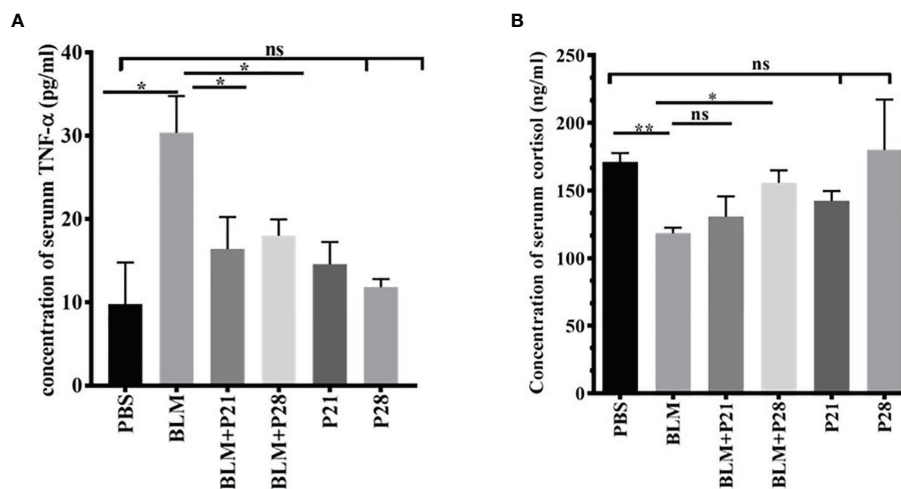 A
concentration of serunm TNF-α (pg/ml)
40
30
20
10
0
ns
*
*
*
PBS
BLM
BLM+P21
BLM+P28
P21
P28
B
Concentration of serunm cortisol (ng/ml)
250
200
150
100
50
0
ns
*
ns
**
PBS
BLM
BLM+P21
BLM+P28
P21
P28